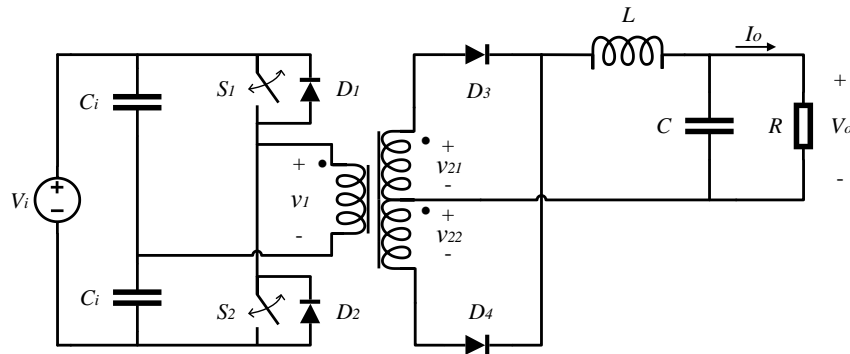 L
Io
Ci
S1
D1
D3
+
+
v1
-
+
v21
-
+
v22
-
C
R
+
Vo
-
Vi
+
−
Ci
S2
D2
D4